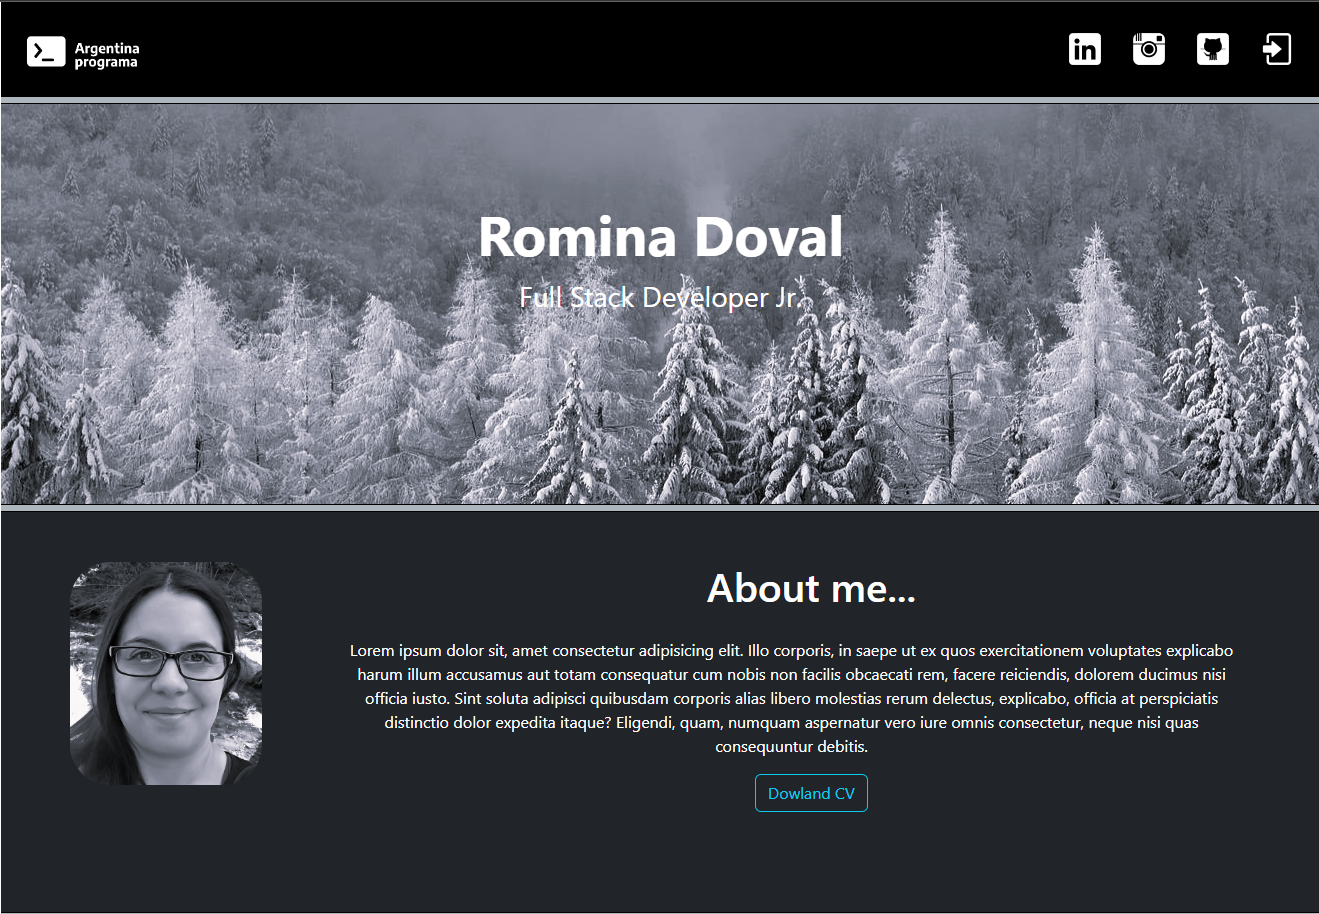 Argentina
programa
in
Romina Doval
Full Stack Developer Jr.
About me...
Lorem ipsum dolor sit, amet consectetur adipisicing elit. Illo corporis, in saepe ut ex quos exercitationem voluptates explicabo
harum illum accusamus aut totam consequatur cum nobis non facilis obcaecati rem, facere reiciendis, dolorem ducimus nisi
officia iusto. Sint soluta adipisci quibusdam corporis alias libero molestias rerum delectus, explicabo, officia at perspiciatis
distinctio dolor expedita itaque? Eligendi, quam, numquam aspernatur vero iure omnis consectetur, neque nisi quas
consequuntur debitis.
Dowland CV